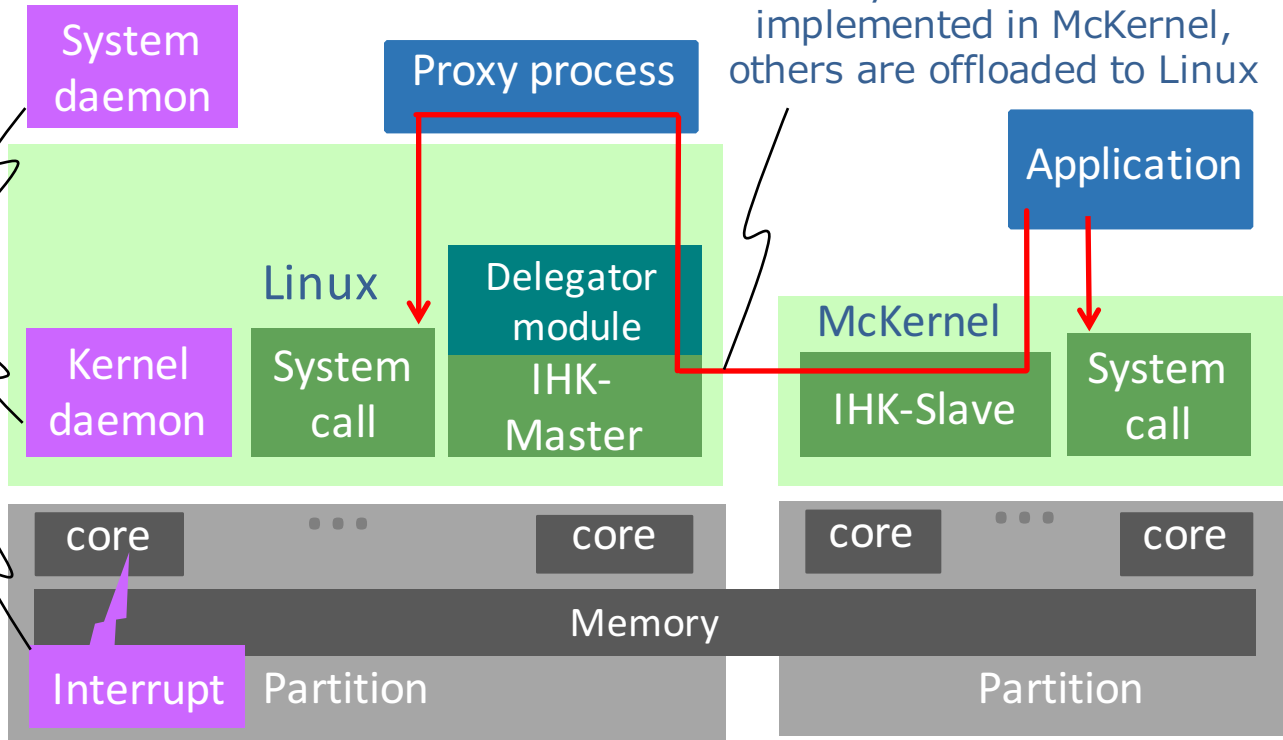 implemented in McKernel,
others are offloaded to Linux
System
daemon
Proxy process
Application
Linux
Delegator
module
McKernel
Kernel
daemon
System
call
IHK-
Master
IHK-Slave
System
call
core
...
core
core
...
core
Memory
Interrupt
Partition
Partition